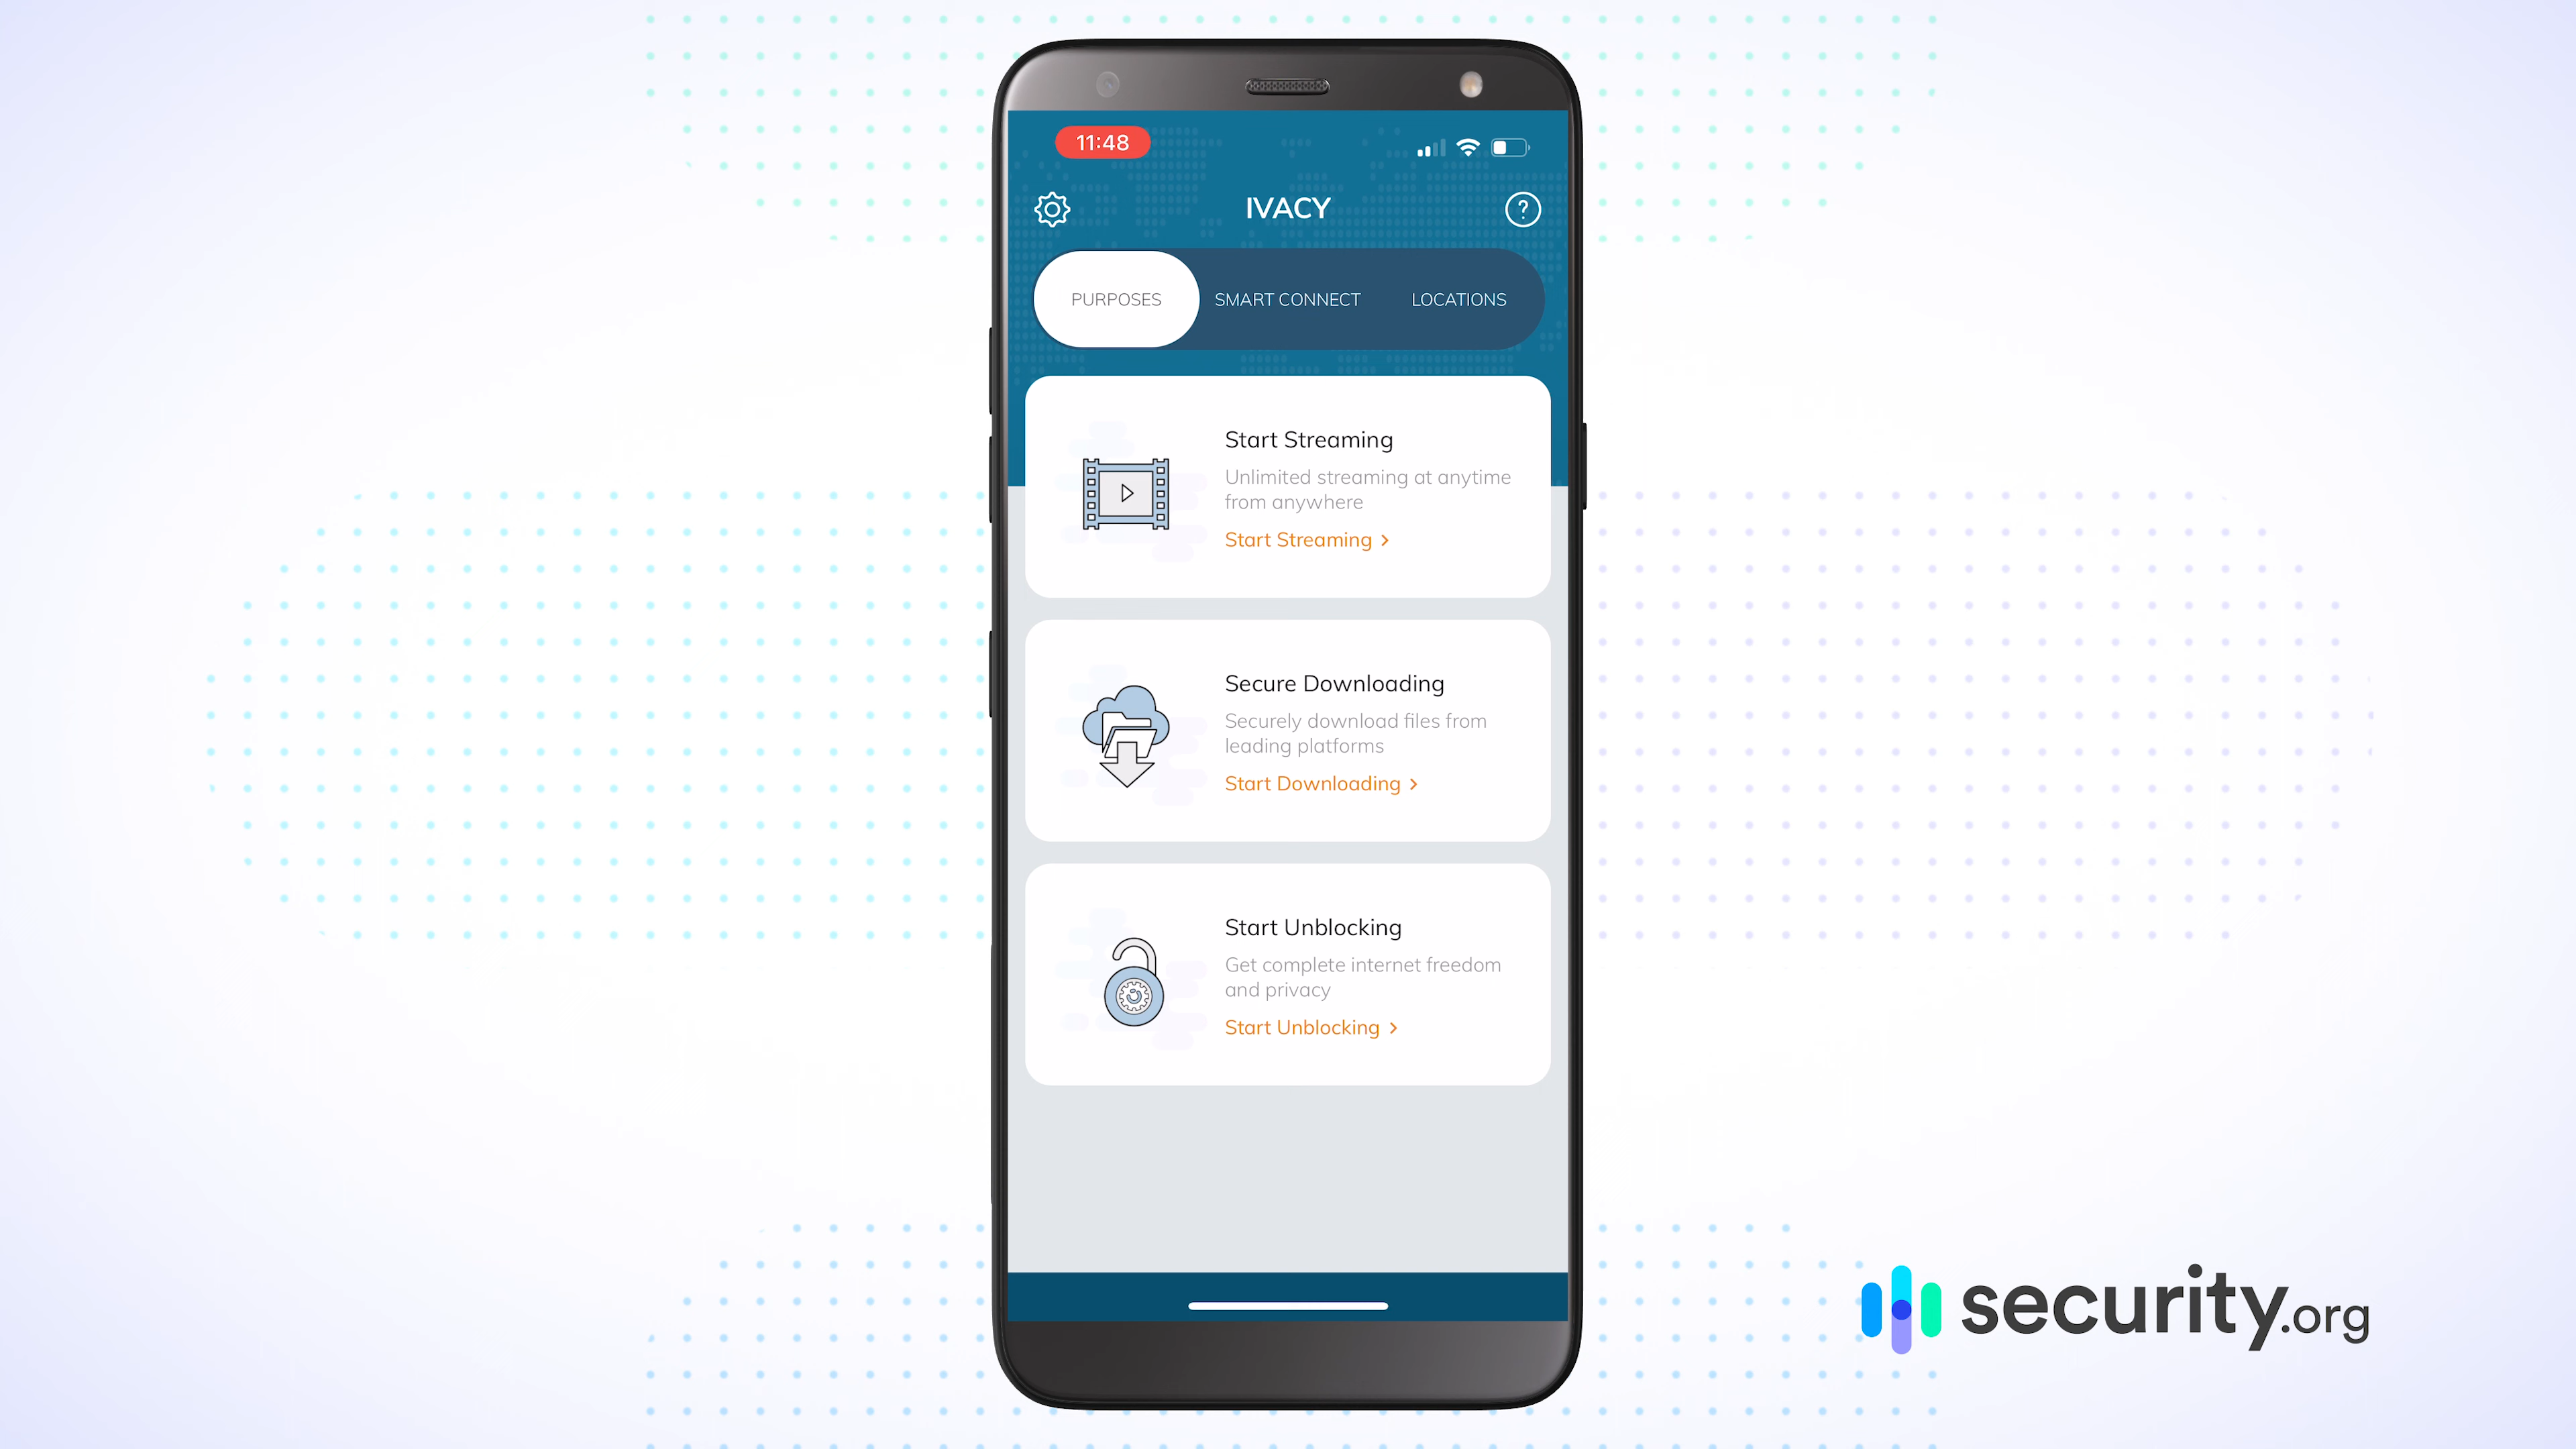 11:48
IVACY
?
PURPOSES SMART CONNECT LOCATIONS
Start Streaming
Unlimited streaming at anytime
from anywhere
Start Streaming >
Secure Downloading
Securely download files from
leading platforms
Start Downloading >
Start Unblocking
Get complete internet freedom
and privacy
Start Unblocking >
security.org